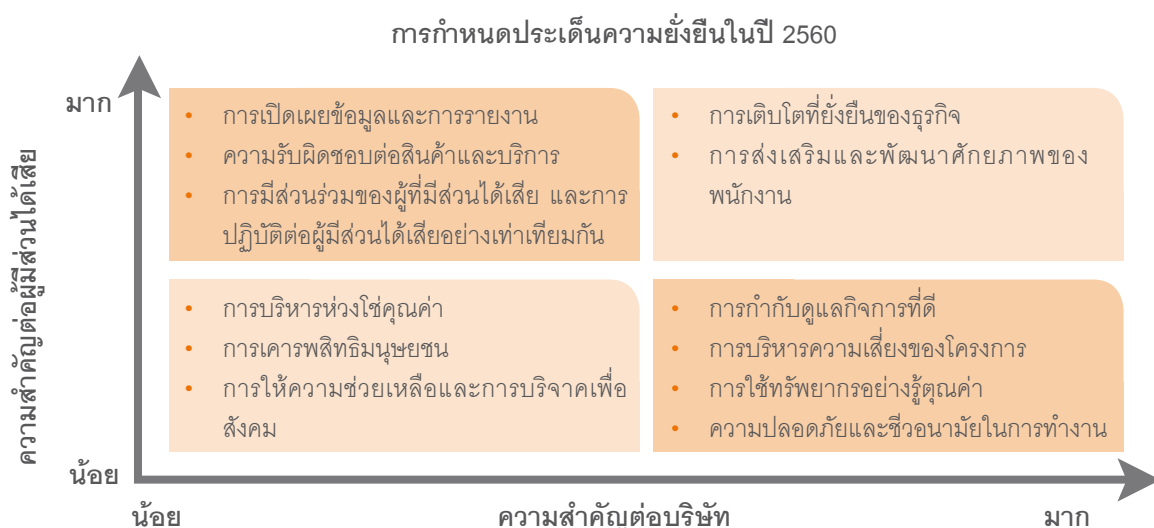 การกำหนดประเด็นความยั่งยืนในปี 2560
มาก
ความสำคัญต่อผู้มีส่วนได้เสีย
• การเปิดเผยข้อมูลและการรายงาน
• ความรับผิดชอบต่อสินค้าและบริการ
• การมีส่วนร่วมของผู้ที่มีส่วนได้เสีย และการ
ปฏิบัติต่อผู้มีส่วนได้เสียอย่างเท่าเทียมกัน
• การเติบโตที่ยั่งยืนของธุรกิจ
• การส่งเสริมและพัฒนาศักยภาพของ
พนักงาน
• การบริหารห่วงโซ่คุณค่า
• การเคารพสิทธิมนุษยชน
• การให้ความช่วยเหลือและการบริจาคเพื่อ
สังคม
• การกำกับดูแลกิจการที่ดี
• การบริหารความเสี่ยงของโครงการ
• การใช้ทรัพยากรอย่างรู้คุณค่า
• ความปลอดภัยและชีวอนามัยในการทำงาน
น้อย
น้อย
ความสำคัญต่อบริษัท
มาก